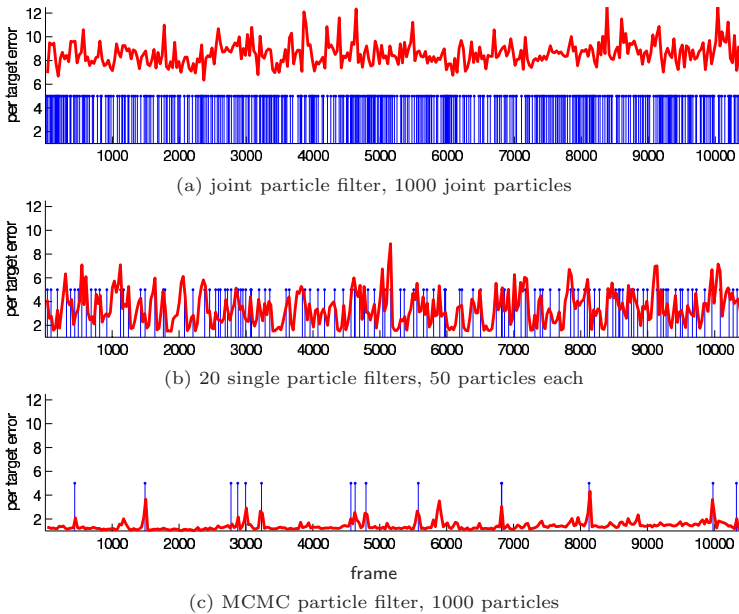 per target error
12
10
8
6
4
2
1000 2000 3000 4000 5000 6000 7000 8000 9000 10000
(a) joint particle filter, 1000 joint particles
per target error
12
10
8
6
4
2
1000 2000 3000 4000 5000 6000 7000 8000 9000 10000
(b) 20 single particle filters, 50 particles each
per target error
12
10
8
6
4
2
1000 2000 3000 4000 5000 6000 7000 8000 9000 10000
frame
(c) MCMC particle filter, 1000 particles